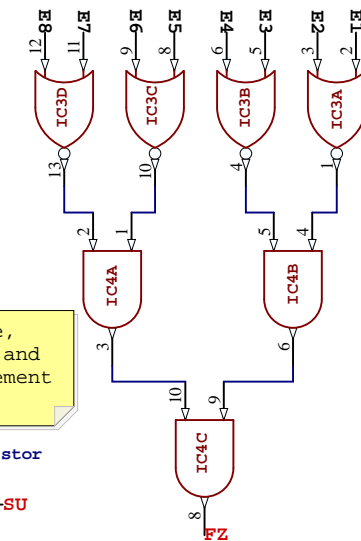 E8 E7 E6 E5 E4 E3 E2 E1
12 11 9 8 6 5 3 2
IC3D IC3C IC3B IC3A
13 10 4 1
2 1 5 4
IC4A IC4B
3 6
10 9
IC4C
8
FZ
e,
and
ement
stor
SU